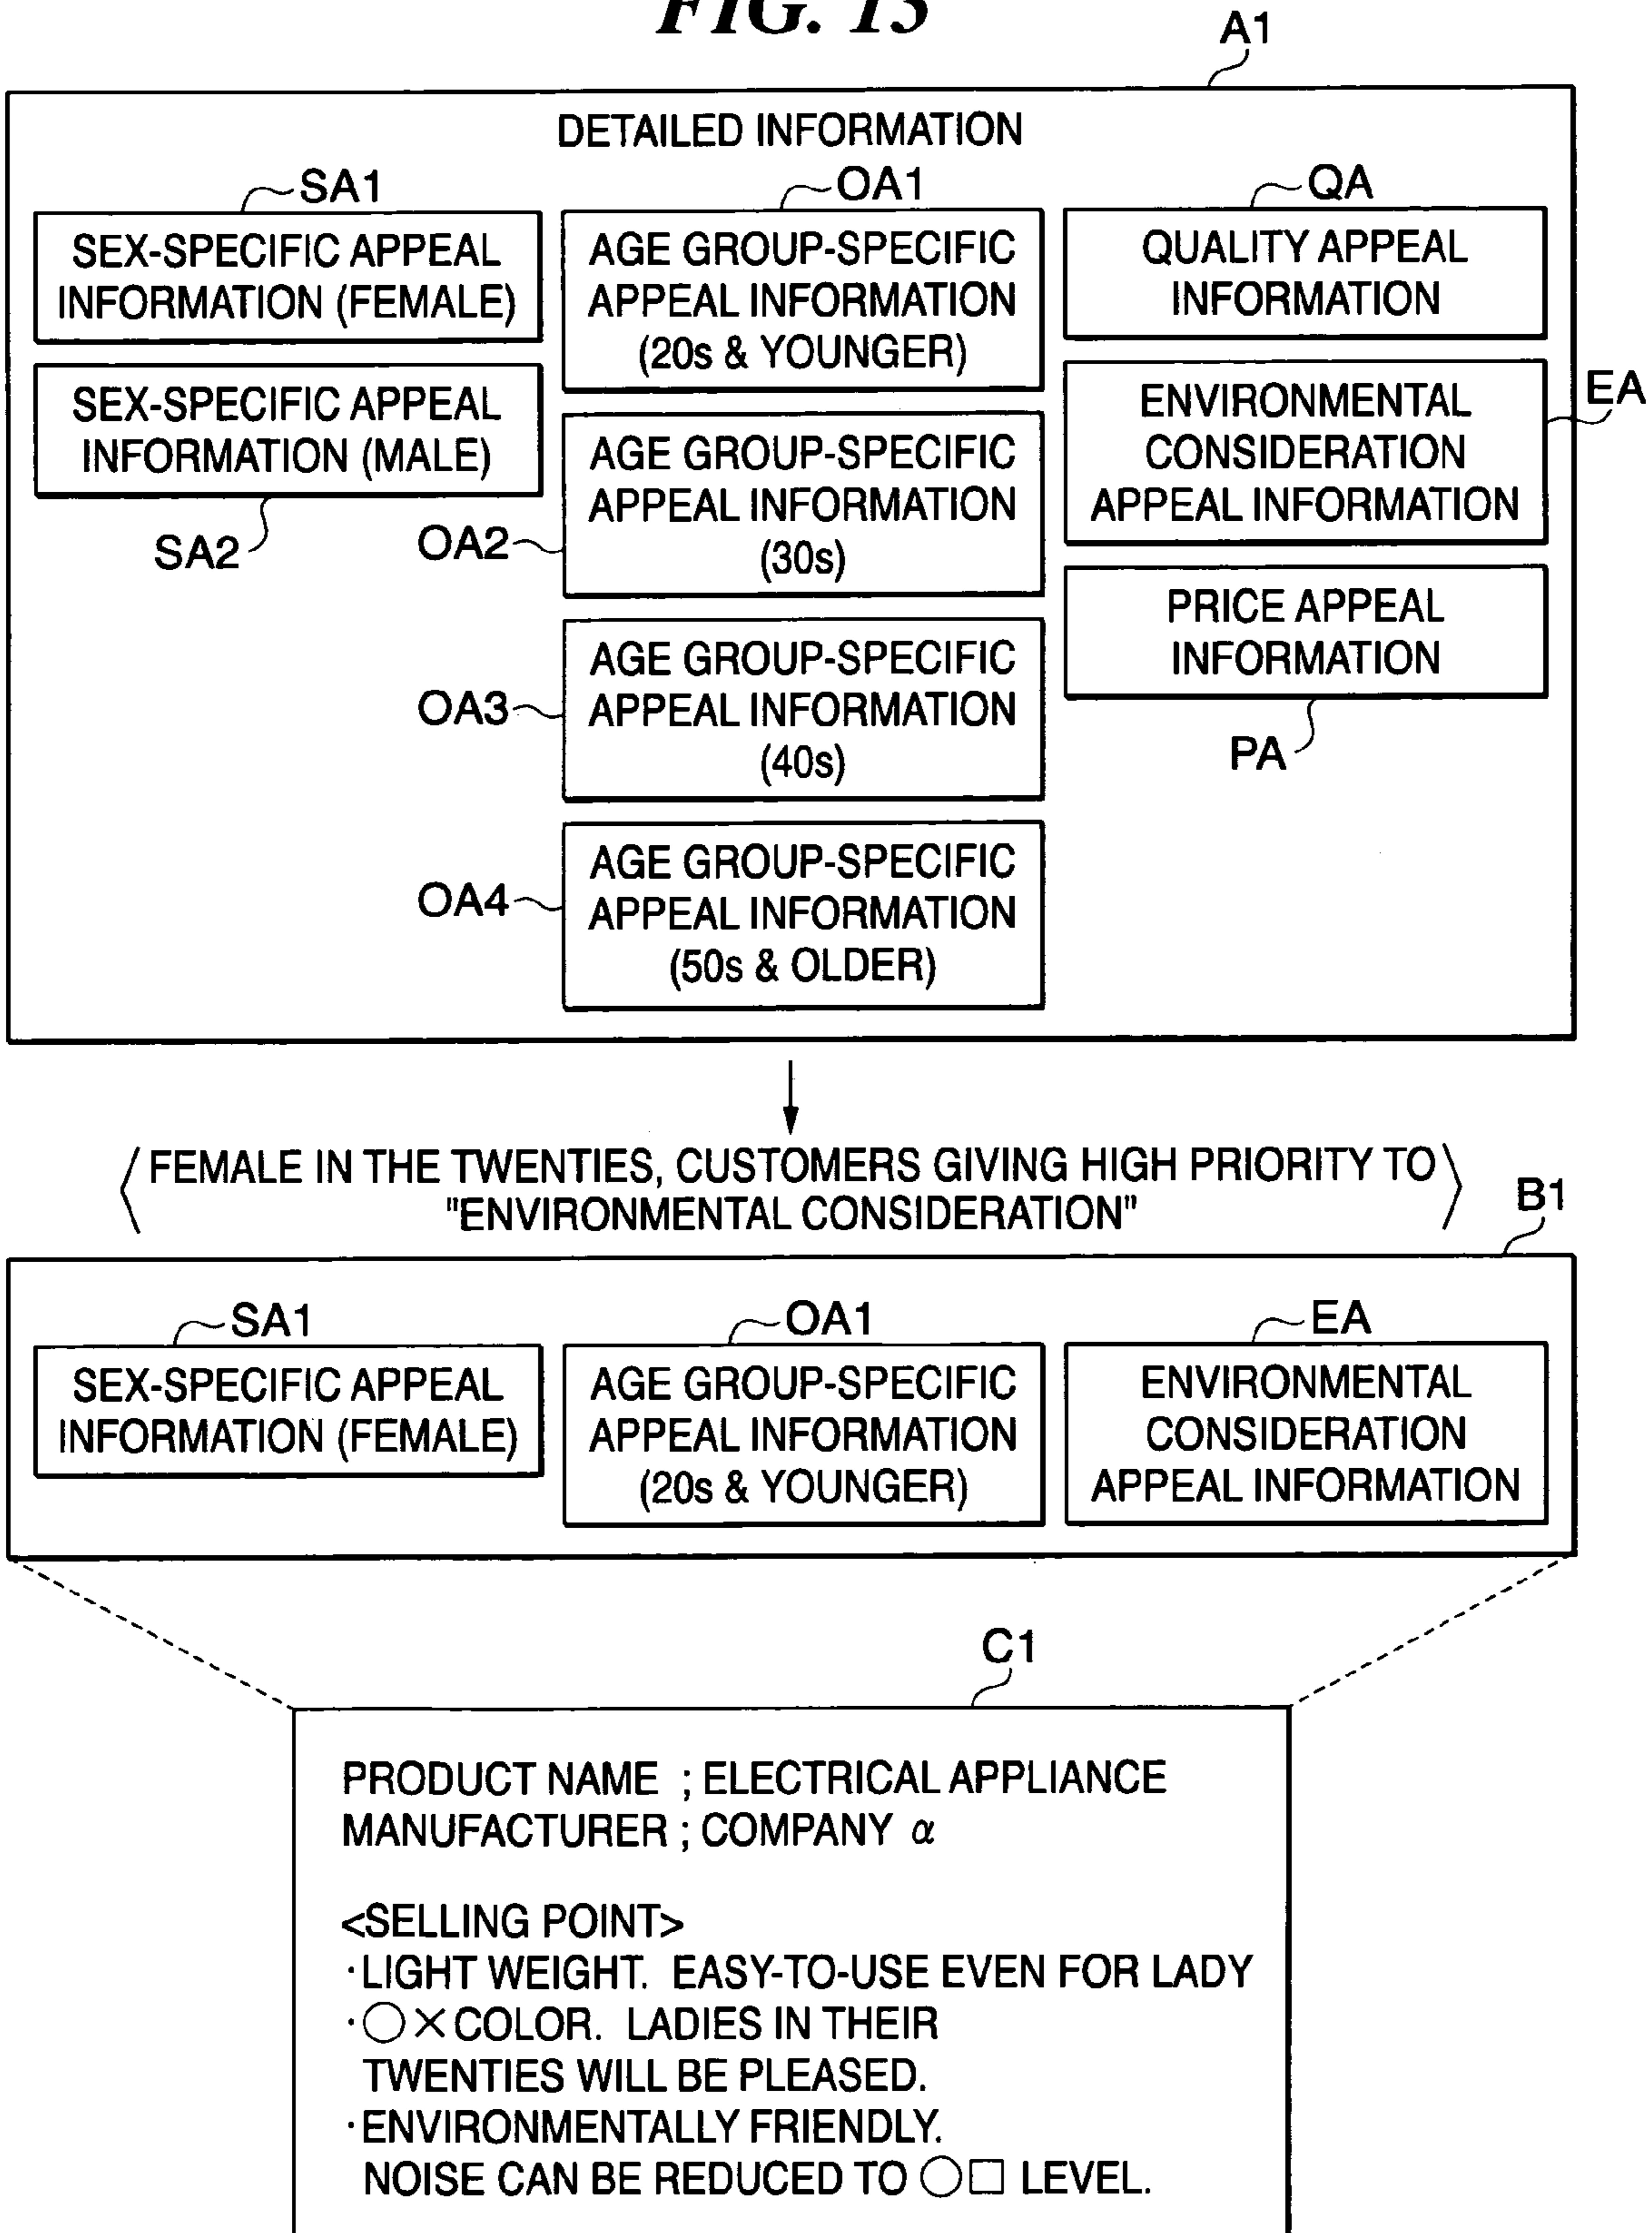 FIG. 13
A1
DETAILED INFORMATION
SA1
SEX-SPECIFIC APPEAL
INFORMATION (FEMALE)
SEX-SPECIFIC APPEAL
INFORMATION (MALE)
SA2
OA1
AGE GROUP-SPECIFIC
APPEAL INFORMATION
(20s & YOUNGER)
OA2
AGE GROUP-SPECIFIC
APPEAL INFORMATION
(30s)
OA3
AGE GROUP-SPECIFIC
APPEAL INFORMATION
(40s)
OA4
AGE GROUP-SPECIFIC
APPEAL INFORMATION
(50s & OLDER)
QA
QUALITY APPEAL
INFORMATION
EA
ENVIRONMENTAL
CONSIDERATION
APPEAL INFORMATION
PRICE APPEAL
INFORMATION
PA
〈FEMALE IN THE TWENTIES, CUSTOMERS GIVING HIGH PRIORITY TO
"ENVIRONMENTAL CONSIDERATION"〉
B1
SA1
SEX-SPECIFIC APPEAL
INFORMATION (FEMALE)
OA1
AGE GROUP-SPECIFIC
APPEAL INFORMATION
(20s & YOUNGER)
EA
ENVIRONMENTAL
CONSIDERATION
APPEAL INFORMATION
C1
PRODUCT NAME ; ELECTRICAL APPLIANCE
MANUFACTURER ; COMPANY α
<SELLING POINT>
·LIGHT WEIGHT. EASY-TO-USE EVEN FOR LADY
·○×COLOR. LADIES IN THEIR
TWENTIES WILL BE PLEASED.
·ENVIRONMENTALLY FRIENDLY.
NOISE CAN BE REDUCED TO ○□ LEVEL.